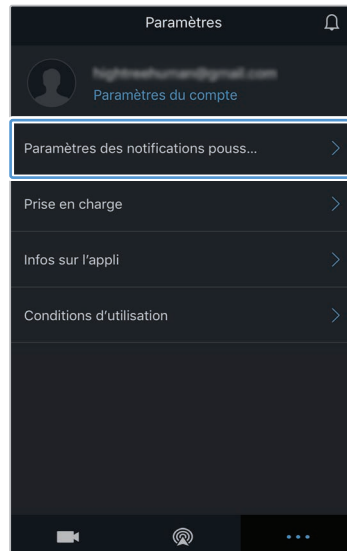 Paramètres
Paramètres du compte
Paramètres des notifications pouss...
Prise en charge
Infos sur l'appli
Conditions d'utilisation